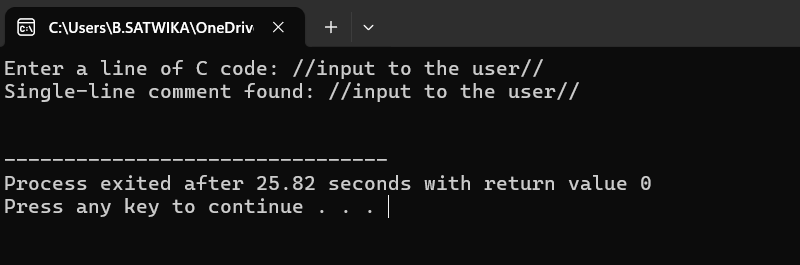 C:\Users\B.SATWIKA\OneDriv
Enter a line of C code: //input to the user//
Single-line comment found: //input to the user//
--------------------------------
Process exited after 25.82 seconds with return value 0
Press any key to continue . . .